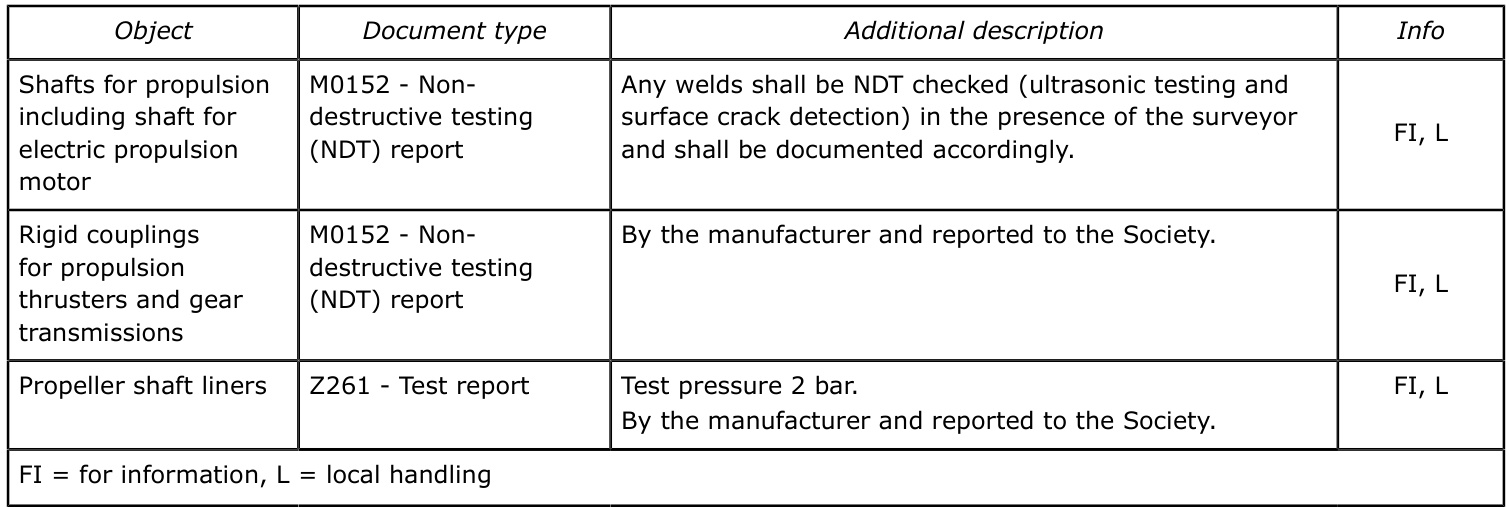 Object Document type Additional description Info
Shafts for propulsion
including shaft for
electric propulsion
motor
M0152 - Non-
destructive testing
(NDT) report
Any welds shall be NDT checked (ultrasonic testing and
surface crack detection) in the presence of the surveyor
and shall be documented accordingly.
FI, L
Rigid couplings
for propulsion
thrusters and gear
transmissions
M0152 - Non-
destructive testing
(NDT) report
By the manufacturer and reported to the Society.
FI, L
Propeller shaft liners
Z261 - Test report
Test pressure 2 bar.
By the manufacturer and reported to the Society.
FI, L
FI = for information, L = local handling